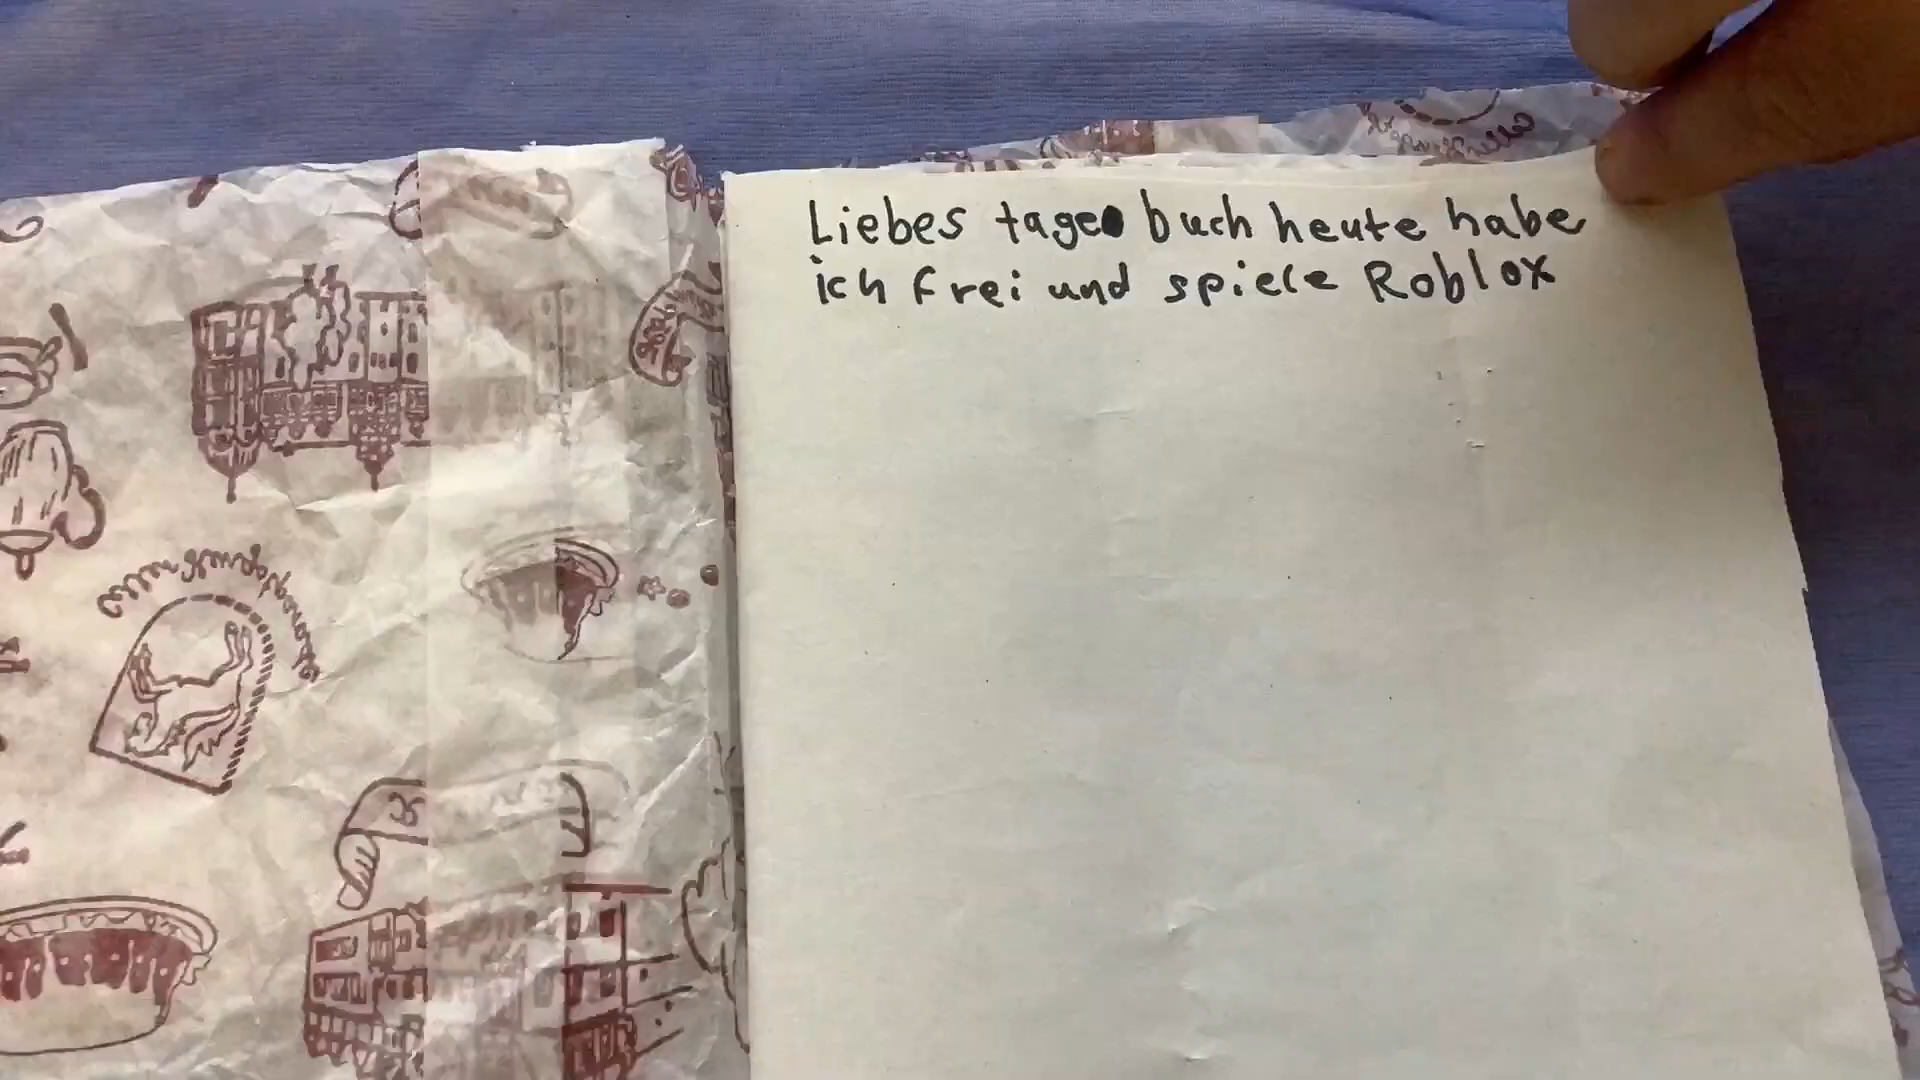 Liebes tage buch heute habe
ich frei und spiele Roblox